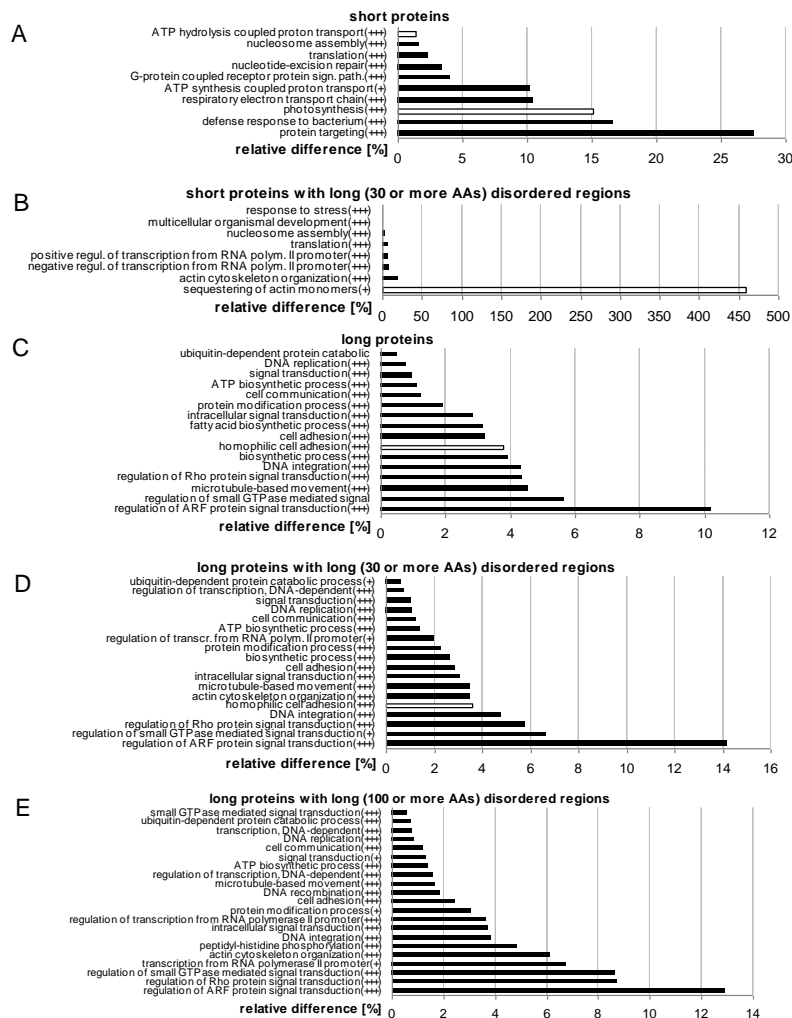 A
short proteins
ATP hydrolysis coupled proton transport(+++)
nucleosome assembly(+++)
translation(+++)
nucleotide-excision repair(+++)
G-protein coupled receptor protein sign. path.(+++)
ATP synthesis coupled proton transport(+)
respiratory electron transport chain(+++)
photosynthesis(+++)
defense response to bacterium(+++)
protein targeting(+++)
relative difference [%]
0 5 10 15 20 25 30
B
short proteins with long (30 or more AAs) disordered regions
response to stress(+++)
multicellular organismal development(+++)
nucleosome assembly(+++)
translation(+++)
positive regul. of transcription from RNA polym. II promoter(+++)
negative regul. of transcription from RNA polym. II promoter(+++)
actin cytoskeleton organization(+++)
sequestering of actin monomers(+)
relative difference [%]
0 50 100 150 200 250 300 350 400 450 500
C
long proteins
ubiquitin-dependent protein catabolic
DNA replication(+++)
signal transduction(+++)
ATP biosynthetic process(+++)
cell communication(+++)
protein modification process(+++)
intracellular signal transduction(+++)
fatty acid biosynthetic process(+++)
cell adhesion(+++)
homophilic cell adhesion(+++)
biosynthetic process(+++)
DNA integration(+++)
regulation of Rho protein signal transduction(+++)
microtubule-based movement(+++)
regulation of small GTPase mediated signal
regulation of ARF protein signal transduction(+++)
relative difference [%]
0 2 4 6 8 10 12
D
long proteins with long (30 or more AAs) disordered regions
ubiquitin-dependent protein catabolic process(+)
regulation of transcription, DNA-dependent(+++)
signal transduction(+++)
DNA replication(+++)
cell communication(+++)
ATP biosynthetic process(+++)
regulation of transcr. from RNA polym. II promoter(+)
protein modification process(+++)
biosynthetic process(+++)
cell adhesion(+++)
intracellular signal transduction(+++)
microtubule-based movement(+++)
actin cytoskeleton organization(+++)
homophilic cell adhesion(+++)
DNA integration(+++)
regulation of Rho protein signal transduction(+++)
regulation of small GTPase mediated signal transduction(+)
regulation of ARF protein signal transduction(+++)
relative difference [%]
0 2 4 6 8 10 12 14 16
E
long proteins with long (100 or more AAs) disordered regions
small GTPase mediated signal transduction(+++)
ubiquitin-dependent protein catabolic process(+++)
transcription, DNA-dependent(+++)
DNA replication(+++)
cell communication(+++)
signal transduction(+)
ATP biosynthetic process(+++)
regulation of transcription, DNA-dependent(+++)
microtubule-based movement(+++)
DNA recombination(+++)
cell adhesion(+++)
protein modification process(+)
regulation of transcription from RNA polymerase II promoter(+++)
intracellular signal transduction(+++)
DNA integration(+++)
peptidyl-histidine phosphorylation(+++)
actin cytoskeleton organization(+++)
transcription from RNA polymerase II promoter(+)
regulation of small GTPase mediated signal transduction(+++)
regulation of Rho protein signal transduction(+++)
regulation of ARF protein signal transduction(+++)
relative difference [%]
0 2 4 6 8 10 12 14